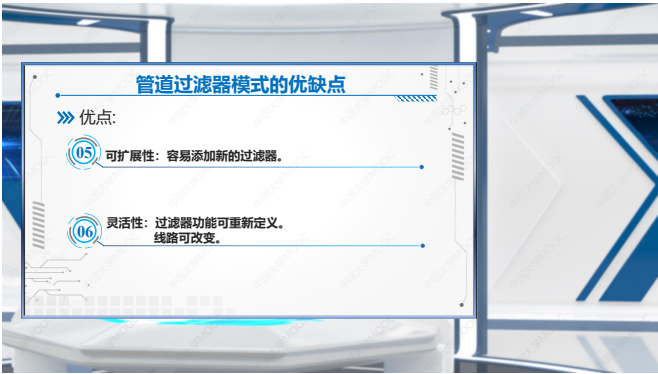 管道过滤器模式的优缺点
优点:
05 可扩展性：容易添加新的过滤器。
06 灵活性：过滤器功能可重新定义。
线路可改变。